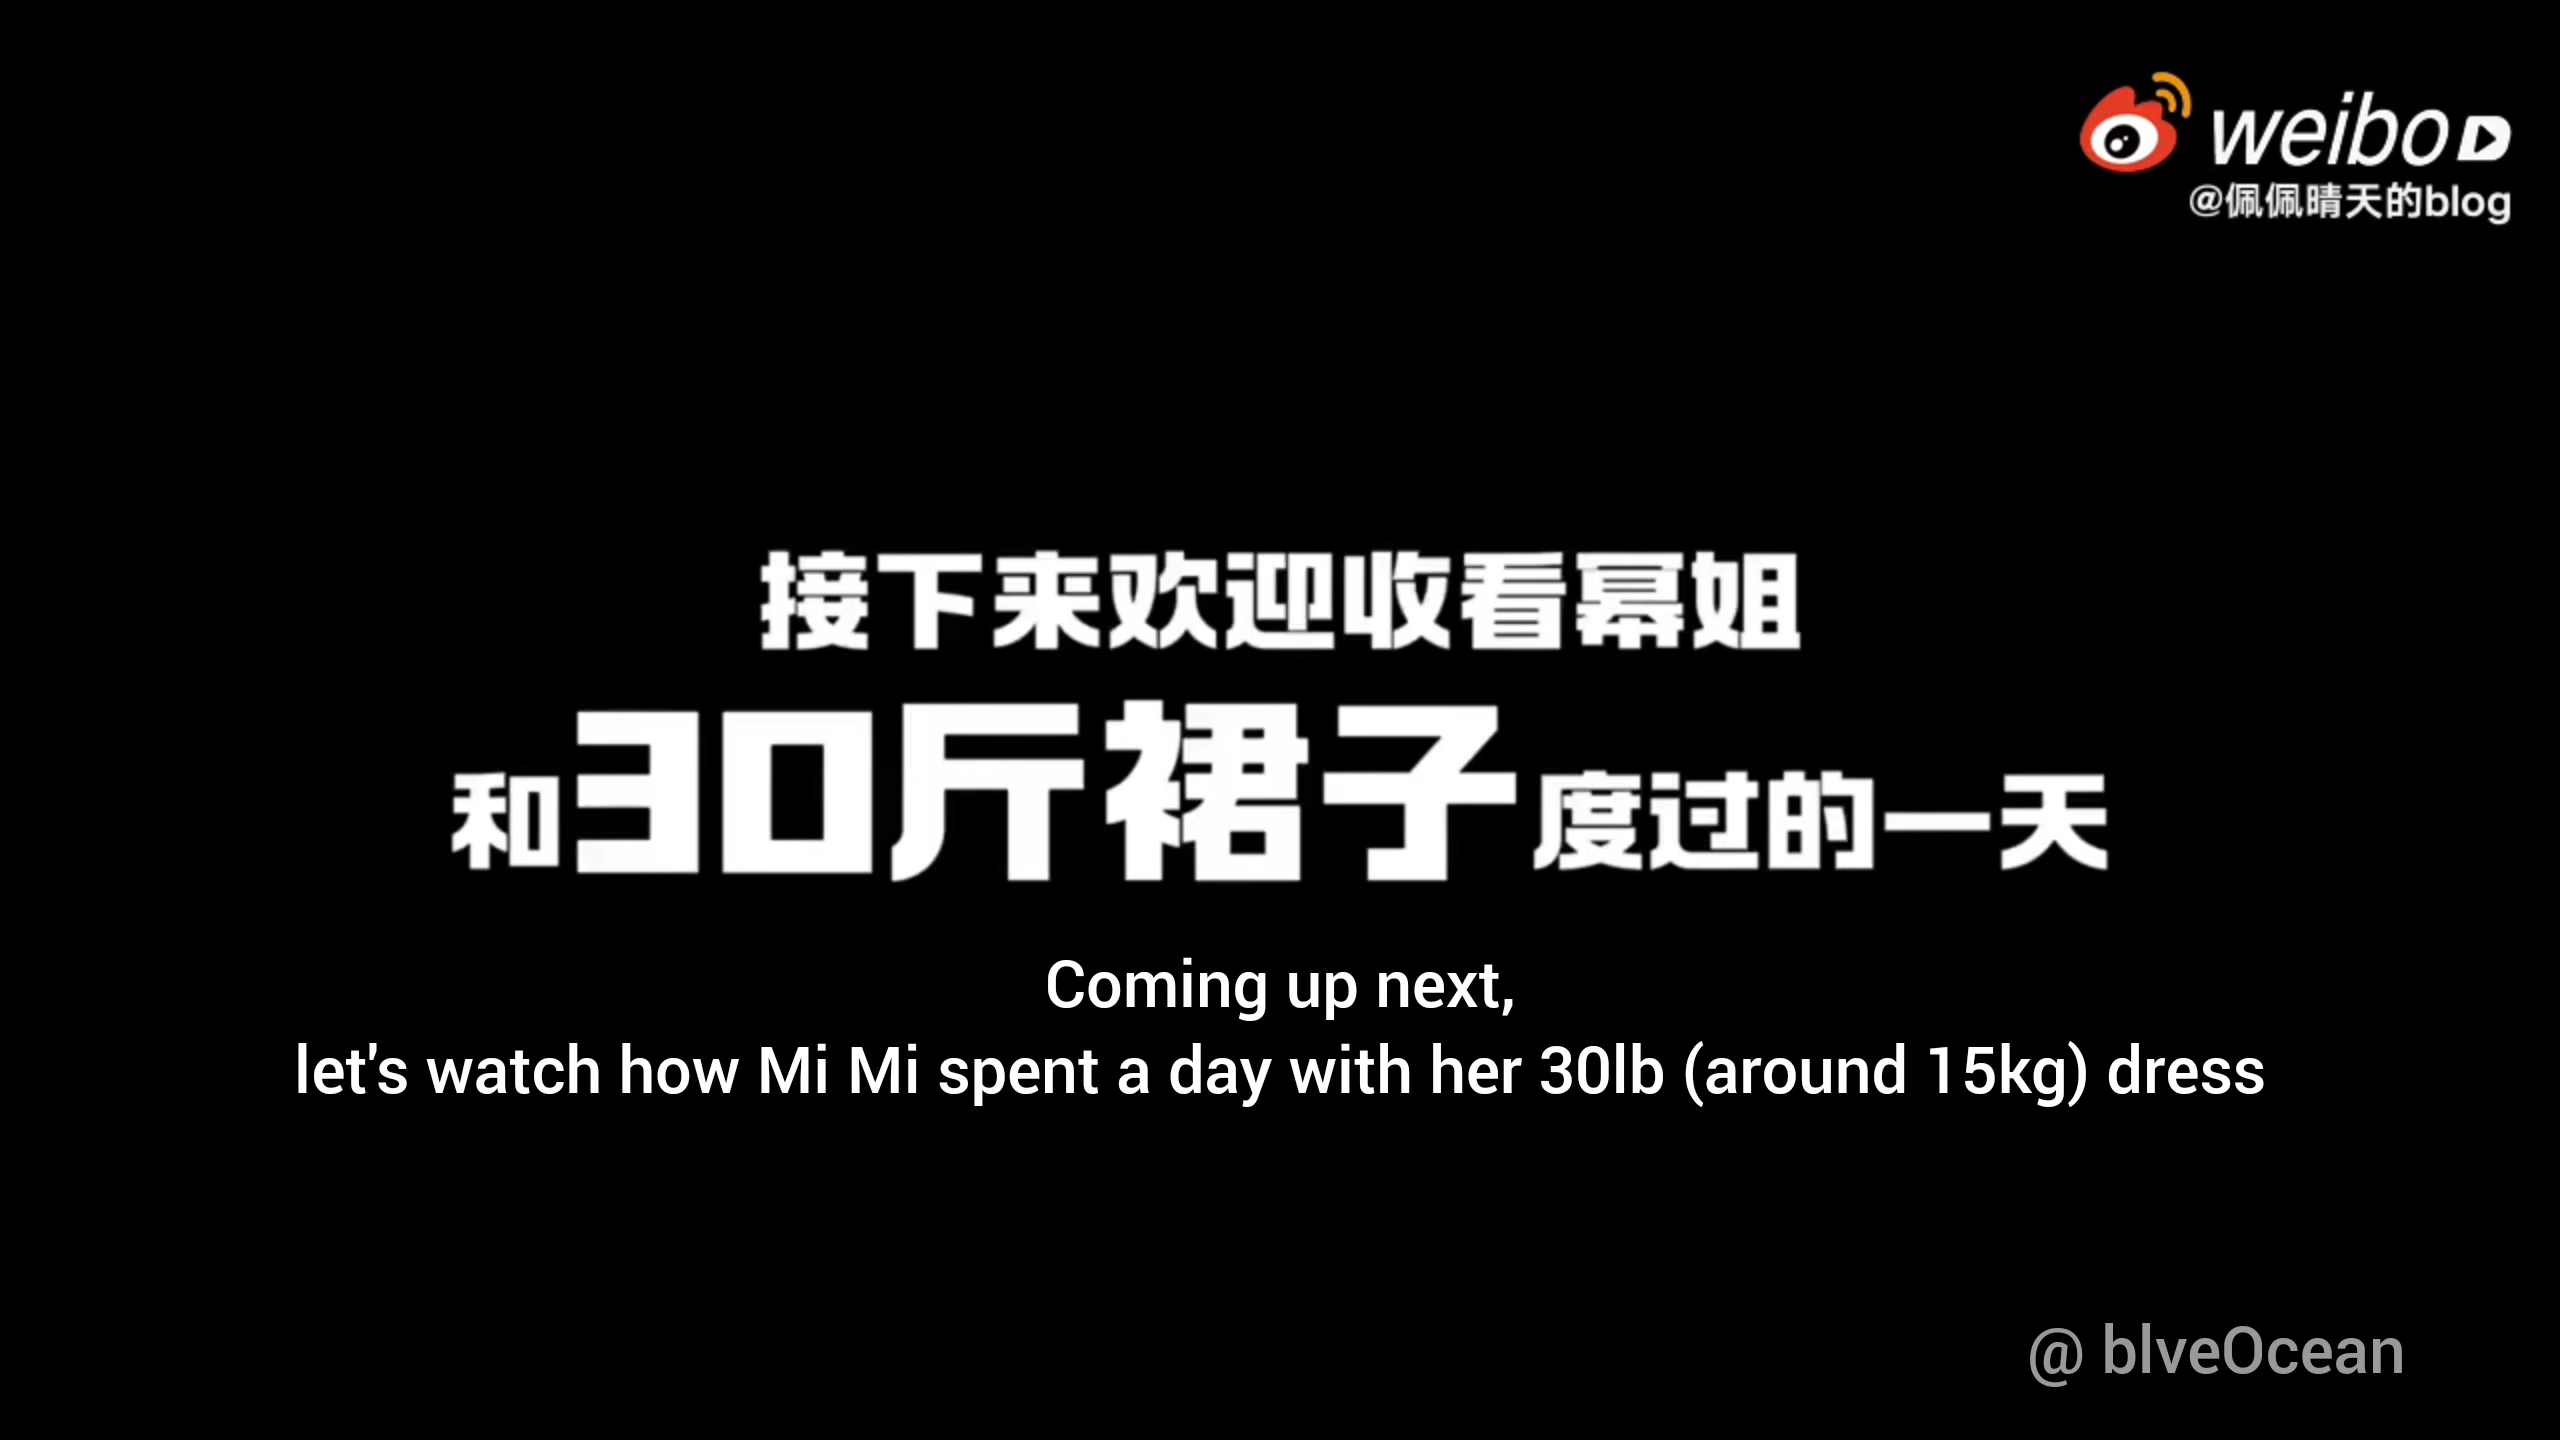 weibo
@佩佩晴天的blog
接下来欢迎收看幂姐
和30斤裙子度过的一天
Coming up next,
let's watch how Mi Mi spent a day with her 30lb (around 15kg) dress
@ blveOcean